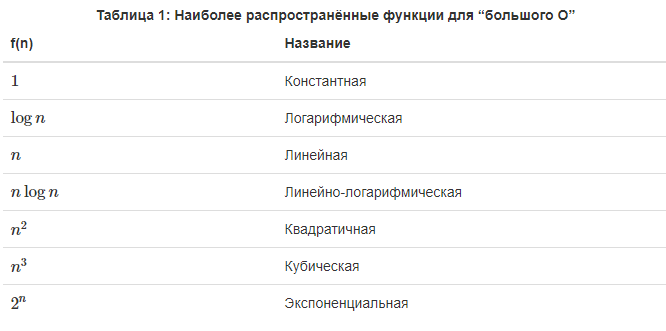 Таблица 1: Наиболее распространённые функции для “большого О”
f(n) Название
1 Константная
log n Логарифмическая
n Линейная
n log n Линейно-логарифмическая
n² Квадратичная
n³ Кубическая
2ⁿ Экспоненциальная